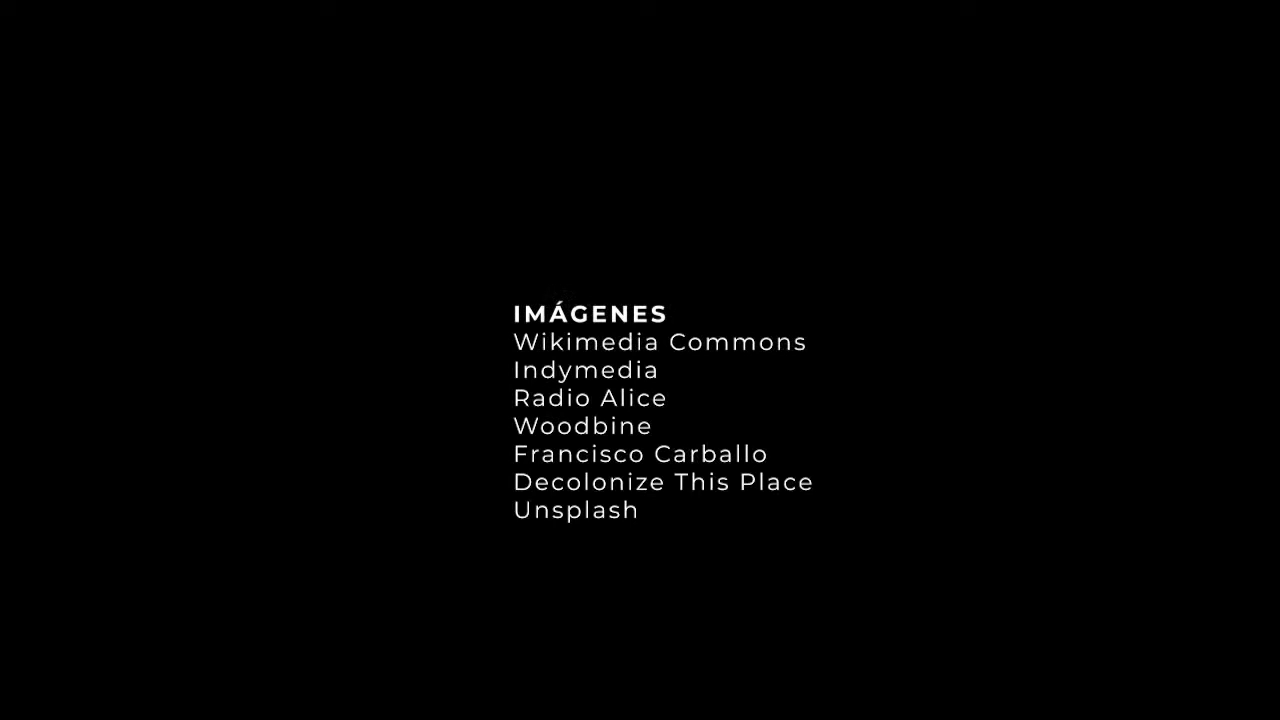 IMÁGENES
Wikimedia Commons
Indymedia
Radio Alice
Woodbine
Francisco Carballo
Decolonize This Place
Unsplash